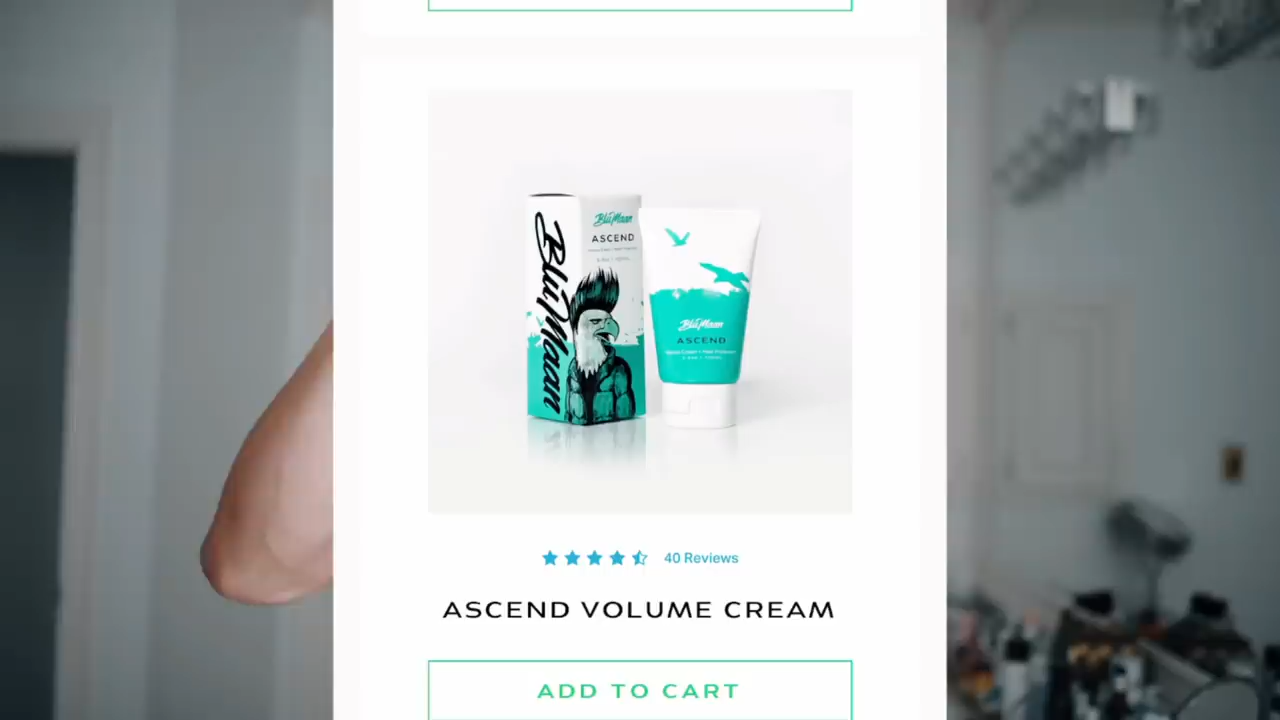 BluMaan
ASCEND
BluMaan
BluMaan
ASCEND
40 Reviews
ASCEND VOLUME CREAM
ADD TO CART